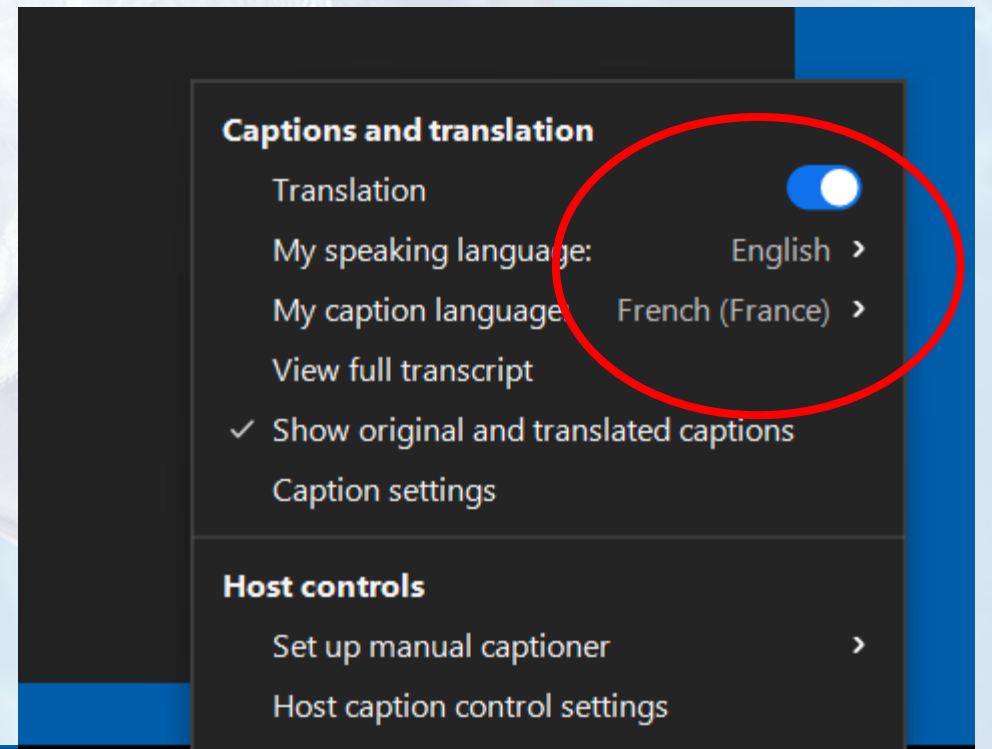 Captions and translation
Translation
My speaking language: English
My caption language: French (France)
View full transcript
Show original and translated captions
Caption settings
Host controls
Set up manual captioner
Host caption control settings